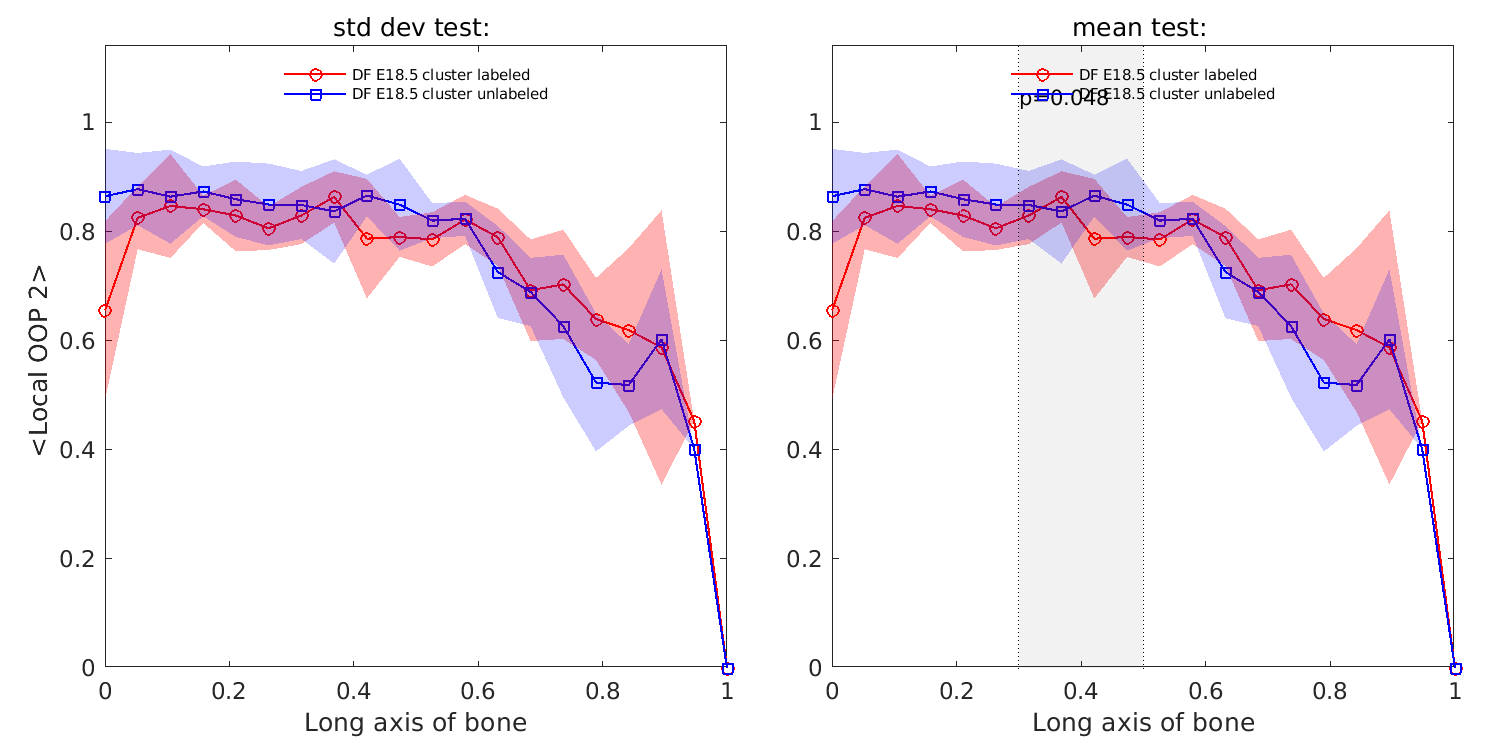 std dev test:
DF E18.5 cluster labeled
DF E18.5 cluster unlabeled
1
0.8
0.6
0.4
0.2
0
<Local OOP 2>
0 0.2 0.4 0.6 0.8 1
Long axis of bone
mean test:
DF E18.5 cluster labeled
DF E18.5 cluster unlabeled
p=0.048
1
0.8
0.6
0.4
0.2
0
0 0.2 0.4 0.6 0.8 1
Long axis of bone